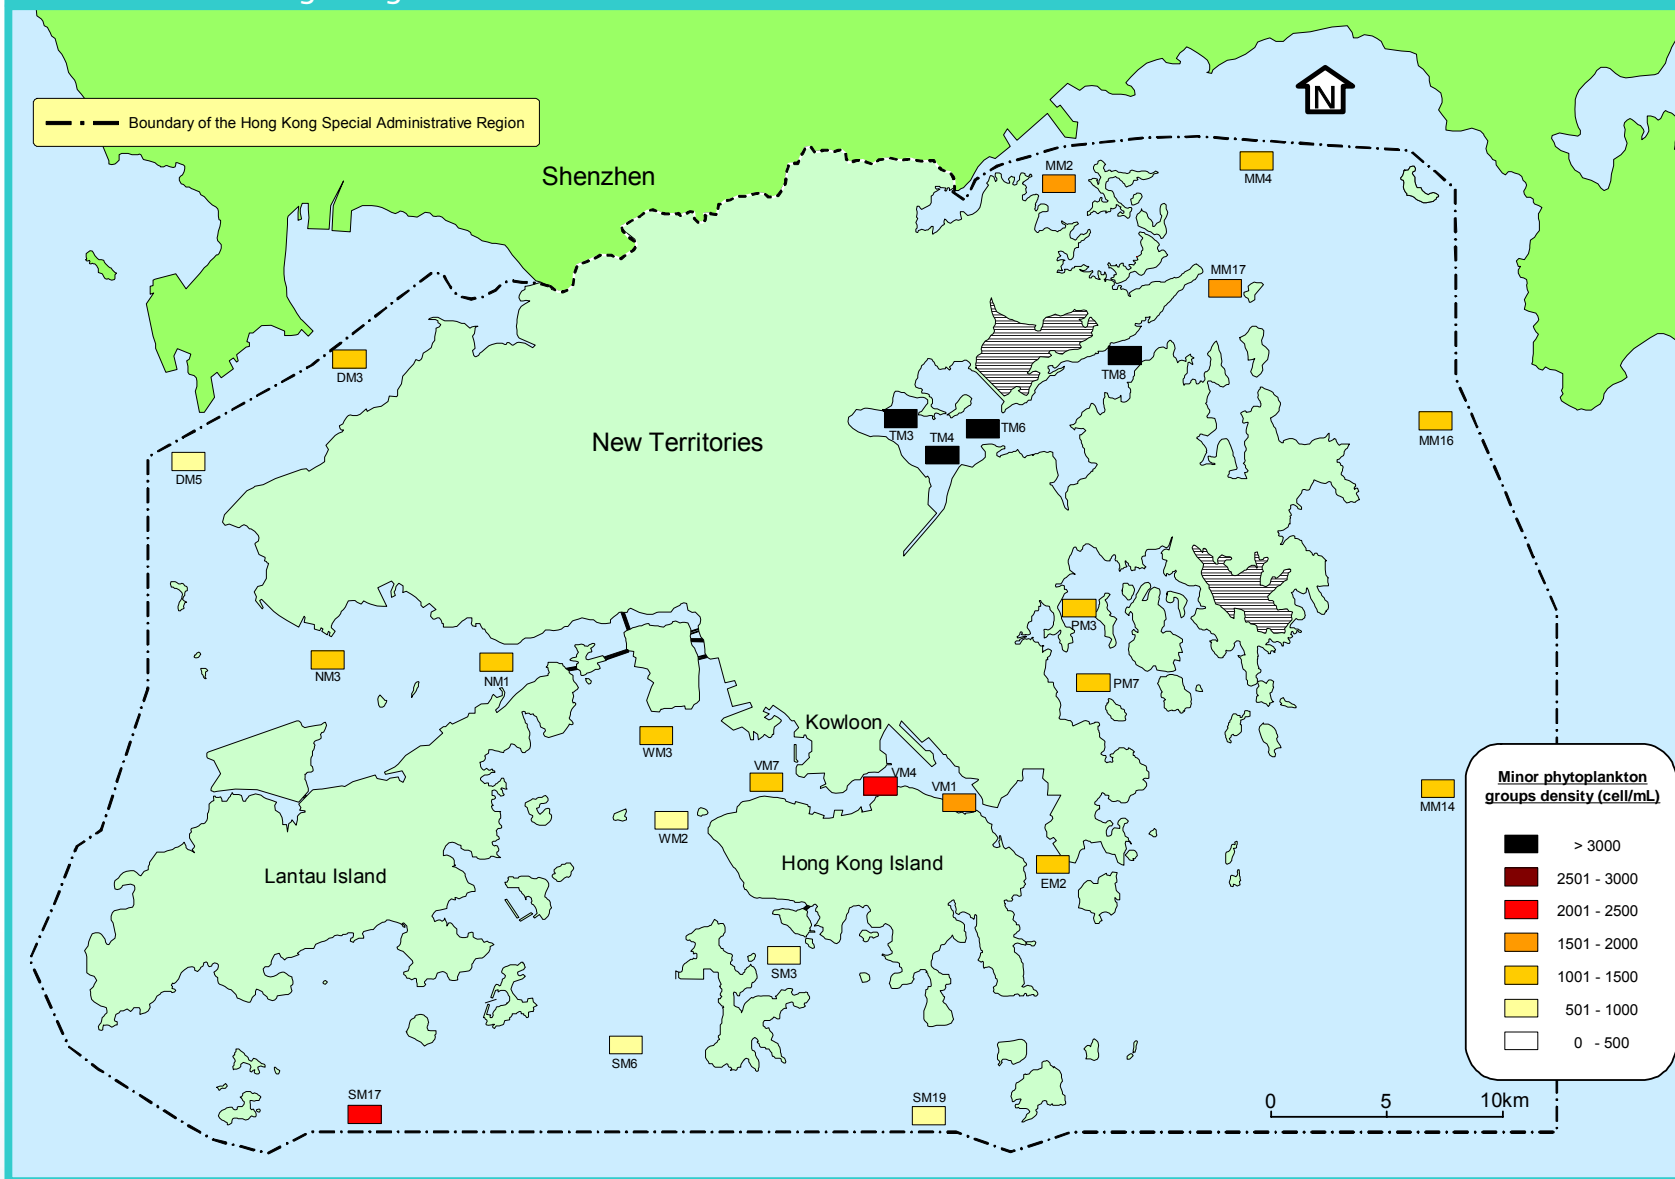 N
Boundary of the Hong Kong Special Administrative Region
Shenzhen
MM2
MM4
MM17
DM3
TM8
TM3
TM4
TM6
MM16
New Territories
DM5
PM3
NM3
NM1
PM7
Kowloon
WM3
VM7
VM4
VM1
MM14
WM2
Hong Kong Island
EM2
Lantau Island
SM3
SM6
SM17
SM19
Minor phytoplankton
groups density (cell/mL)
> 3000
2501 - 3000
2001 - 2500
1501 - 2000
1001 - 1500
501 - 1000
0 - 500
0 5 10km